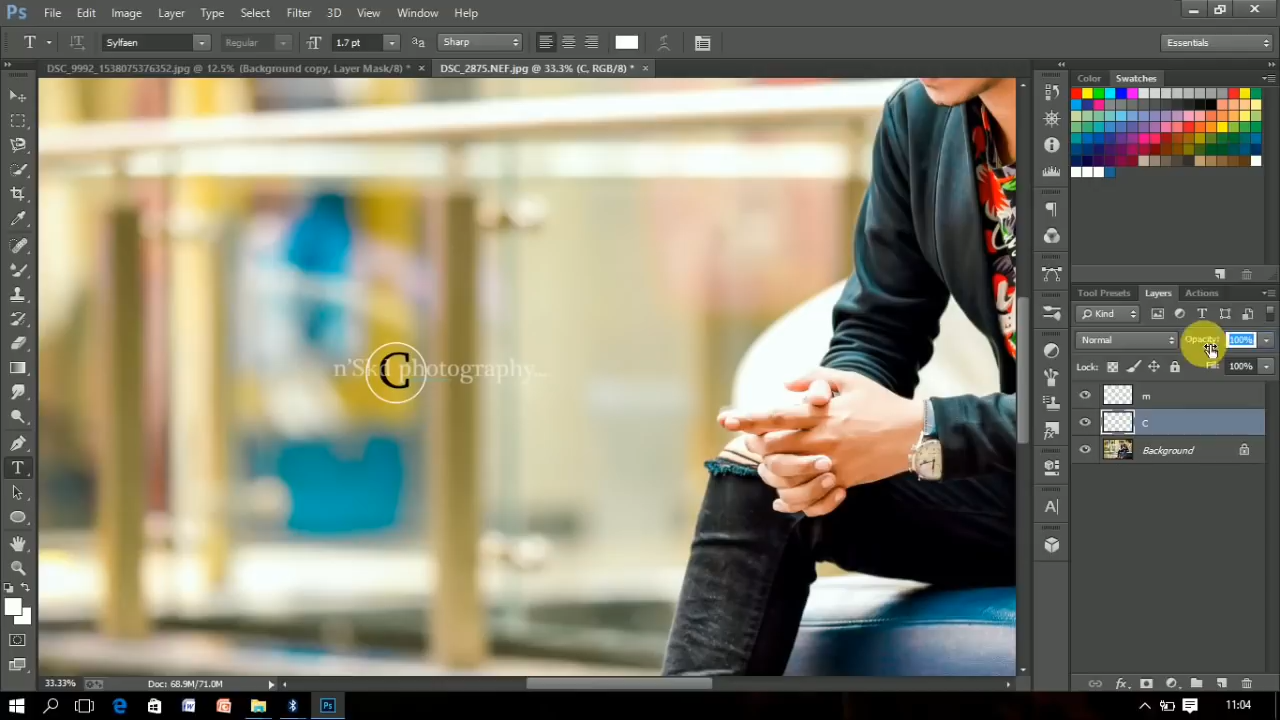 Ps File Edit Image Layer Type Select Filter 3D View Window Help
T Sylfaen Regular 1.7 pt Sharp Essentials
DSC_9992_1538075376352.jpg @ 12.5% (Background copy, Layer Mask/8) * × DSC_2875.NEF.jpg @ 33.3% (C, RGB/8) * ×
Color Swatches
Tool Presets Layers Actions
Kind
Normal Opacity: 100%
Lock: Fill: 100%
m
C
Background
C
photography...
33.33% Doc: 68.9M/71.0M
11:04